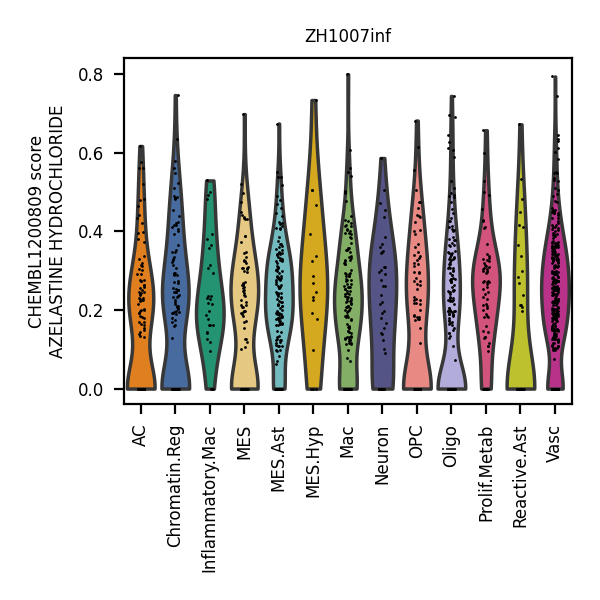 ZH1007inf
CHEMBL1200809 score
AZELASTINE HYDROCHLORIDE
0.8
0.6
0.4
0.2
0.0
AC
Chromatin.Reg
Inflammatory.Mac
MES
MES.Ast
MES.Hyp
Mac
Neuron
OPC
Oligo
Prolif.Metab
Reactive.Ast
Vasc